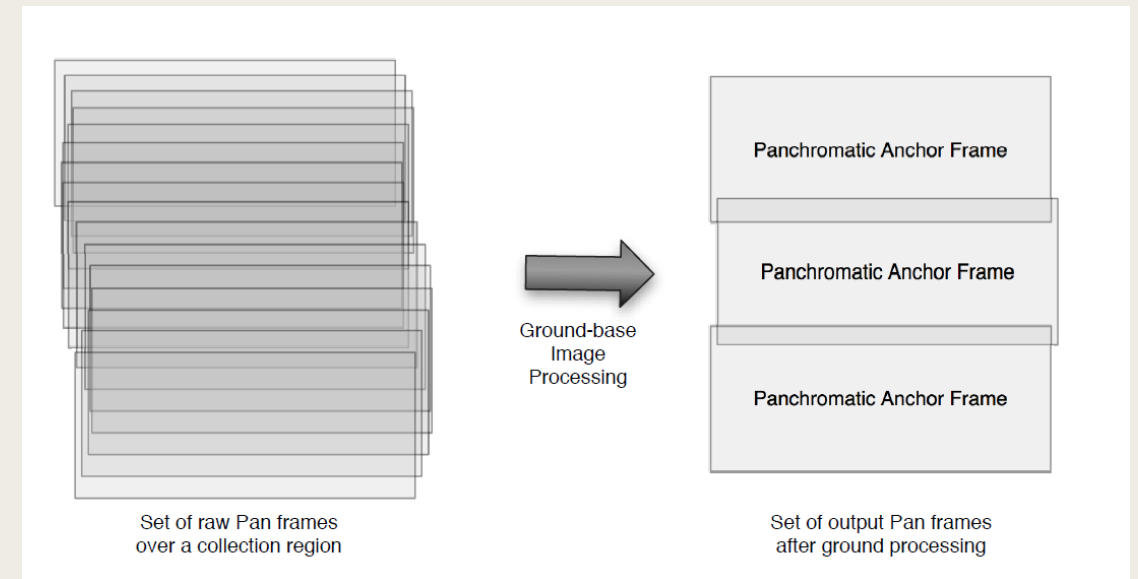 Panchromatic Anchor Frame
Panchromatic Anchor Frame
Panchromatic Anchor Frame
Ground-base
Image
Processing
Set of raw Pan frames
over a collection region
Set of output Pan frames
after ground processing